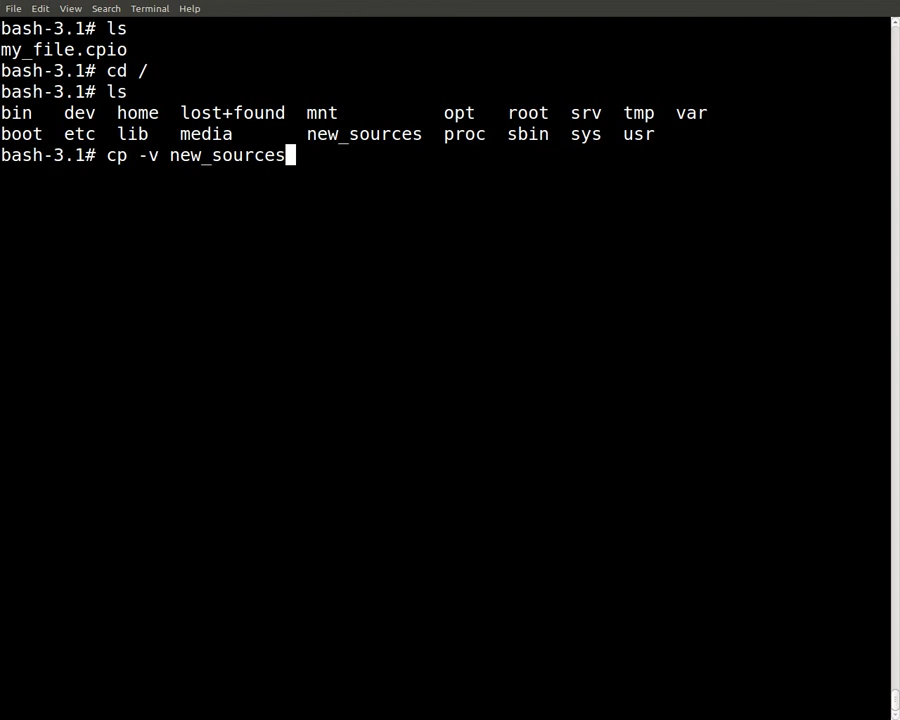 File Edit View Search Terminal Help
bash-3.1# ls
my_file.cpio
bash-3.1# cd /
bash-3.1# ls
bin dev home lost+found mnt opt root srv tmp var
boot etc lib media new_sources proc sbin sys usr
bash-3.1# cp -v new_sources